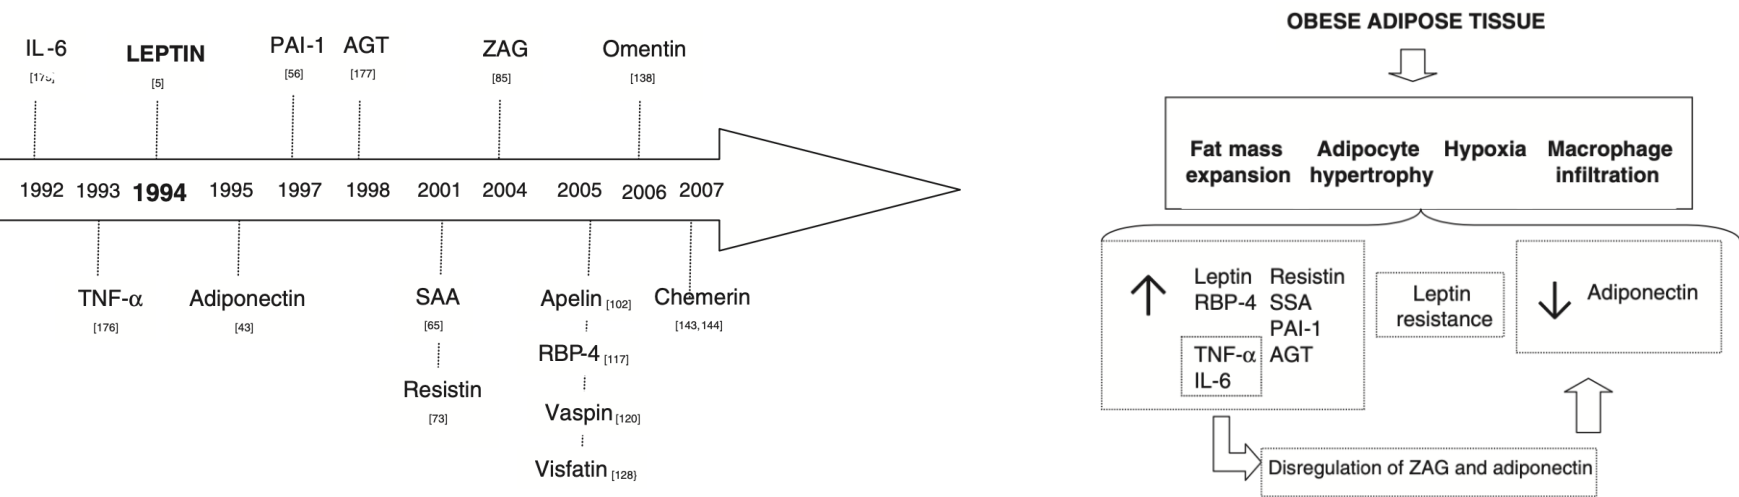 IL-6
LEPTIN
[5]
PAI-1
[56]
AGT
[177]
ZAG
[85]
Omentin
[138]
1992 1993 1994 1995 1997 1998 2001 2004 2005 2006 2007
TNF-α
[176]
Adiponectin
[43]
SAA
[65]
Resistin
[73]
Apelin [102]
RBP-4 [117]
Vaspin [120]
Visfatin [128}
Chemerin
[143, 144]
OBESE ADIPOSE TISSUE
Fat mass
expansion
Adipocyte
hypertrophy
Hypoxia
Macrophage
infiltration
Leptin
RBP-4
TNF-α
IL-6
Resistin
SSA
PAI-1
AGT
Leptin
resistance
Adiponectin
Disregulation of ZAG and adiponectin